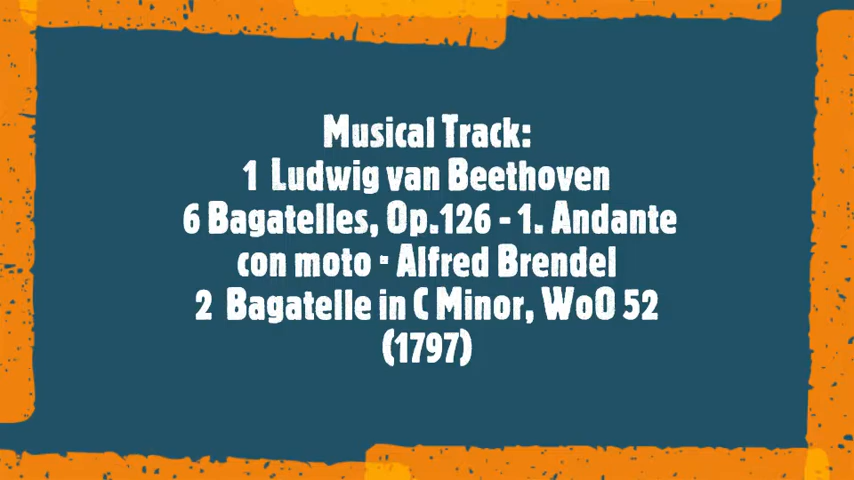 Musical Track:
1 Ludwig van Beethoven
6 Bagatelles, Op.126 - 1. Andante
con moto · Alfred Brendel
2 Bagatelle in C Minor, WoO 52
(1797)